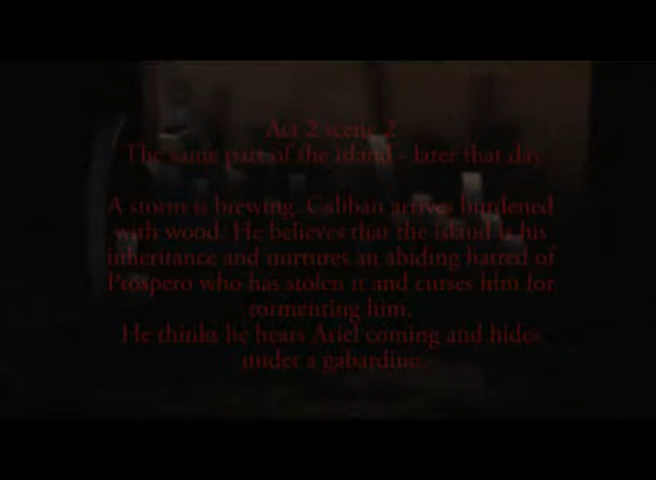 Act 2 scene 2
The same part of the island - later that day
A storm is brewing. Caliban arrives burdened
with wood. He believes that the island is his
inheritance and nurtures an abiding hatred of
Prospero who has stolen it and curses him for
tormenting him.
He thinks he hears Ariel coming and hides
under a gabardine.